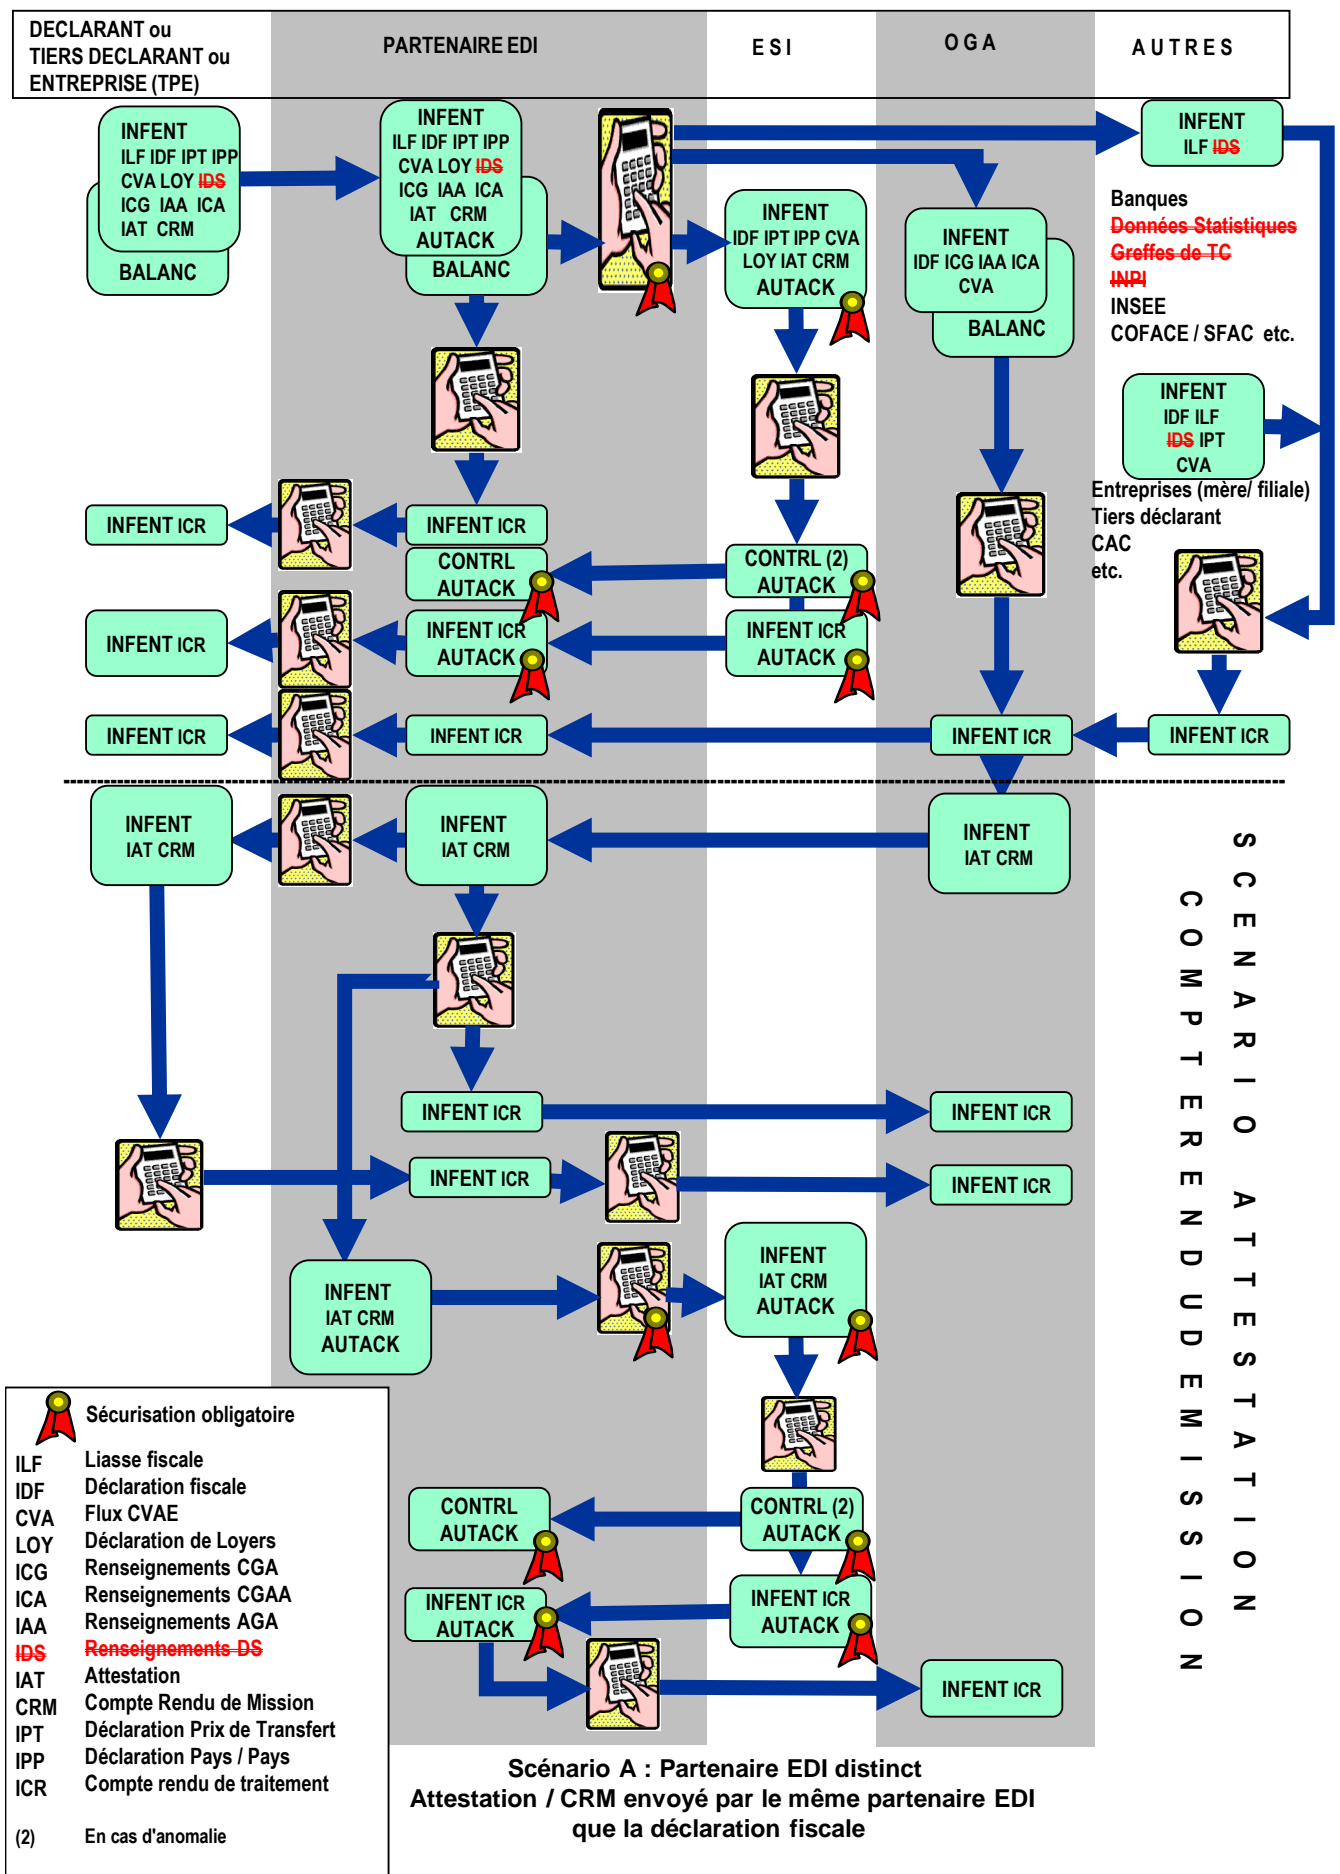 DECLARANT ou
TIERS DECLARANT ou
ENTREPRISE (TPE)
PARTENAIRE EDI
E S I
O G A
A U T R E S
INFENT
ILF IDF IPT IPP
CVA LOY IDS
ICG IAA ICA
IAT CRM
BALANC
INFENT
ILF IDF IPT IPP
CVA LOY IDS
ICG IAA ICA
IAT CRM
AUTACK
BALANC
INFENT
IDF IPT IPP CVA
LOY IAT CRM
AUTACK
INFENT
IDF ICG IAA ICA
CVA
BALANC
INFENT
ILF IDS
Banques
Données Statistiques
Greffes de TC
INPI
INSEE
COFACE / SFAC etc.
INFENT
IDF ILF
IDS IPT
CVA
Entreprises (mère/ filiale)
Tiers déclarant
CAC
etc.
INFENT ICR
INFENT ICR
CONTRL
AUTACK
CONTRL (2)
AUTACK
INFENT ICR
INFENT ICR
AUTACK
INFENT ICR
AUTACK
INFENT ICR
INFENT ICR
INFENT ICR
INFENT ICR
INFENT
IAT CRM
INFENT
IAT CRM
INFENT
IAT CRM
S C E N A R I O A T T E S T A T I O N
C O M P T E R E N D U D E M I S S I O N
INFENT ICR
INFENT ICR
INFENT ICR
INFENT ICR
INFENT
IAT CRM
AUTACK
INFENT
IAT CRM
AUTACK
CONTRL
AUTACK
CONTRL (2)
AUTACK
INFENT ICR
AUTACK
INFENT ICR
AUTACK
INFENT ICR
Sécurisation obligatoire
ILF Liasse fiscale
IDF Déclaration fiscale
CVA Flux CVAE
LOY Déclaration de Loyers
ICG Renseignements CGA
ICA Renseignements CGAA
IAA Renseignements AGA
IDS Renseignements DS
IAT Attestation
CRM Compte Rendu de Mission
IPT Déclaration Prix de Transfert
IPP Déclaration Pays / Pays
ICR Compte rendu de traitement
(2) En cas d'anomalie
Scénario A : Partenaire EDI distinct
Attestation / CRM envoyé par le même partenaire EDI
que la déclaration fiscale